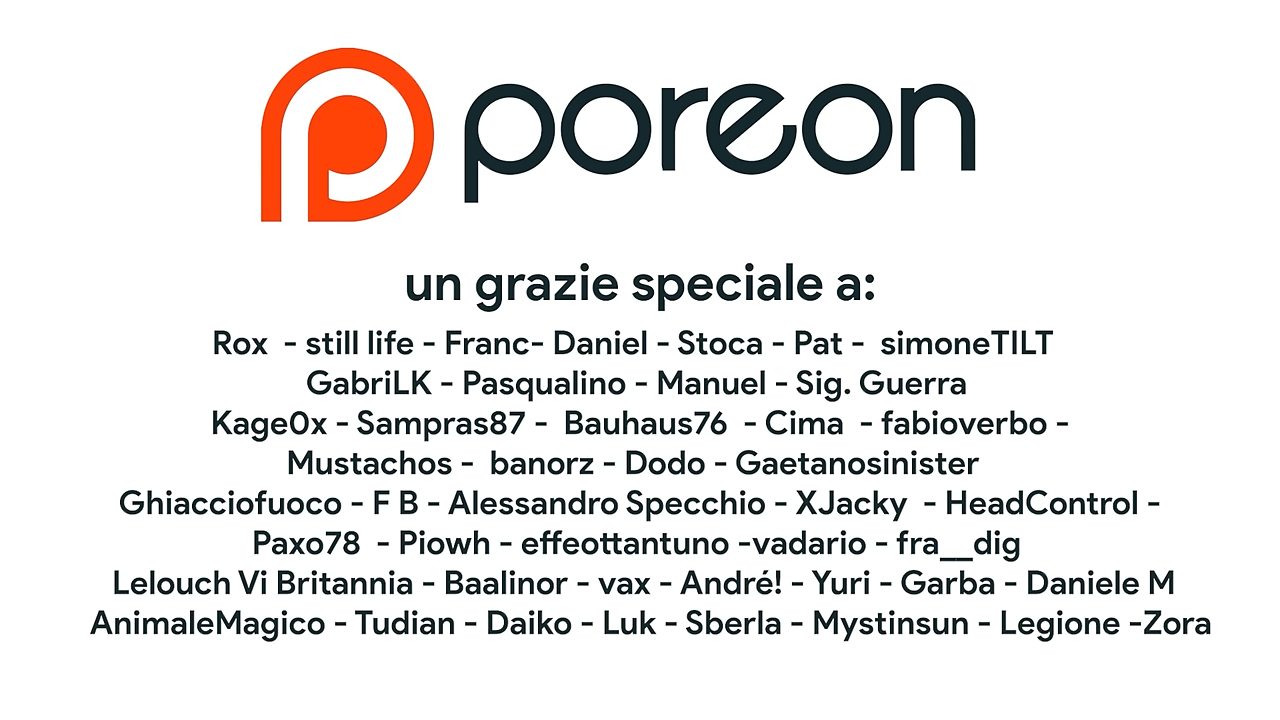 poreon
un grazie speciale a:
Rox - still life - Franc- Daniel - Stoca - Pat - simoneTILT
GabriLK - Pasqualino - Manuel - Sig. Guerra
Kage0x - Sampras87 - Bauhaus76 - Cima - fabioverbo -
Mustachos - banorz - Dodo - Gaetanosinister
Ghiacciofuoco - F B - Alessandro Specchio - XJacky - HeadControl -
Paxo78 - Piowh - effeottantuno -vadario - fra__dig
Lelouch Vi Britannia - Baalinor - vax - André! - Yuri - Garba - Daniele M
AnimaleMagico - Tudian - Daiko - Luk - Sberla - Mystinsun - Legione -Zora